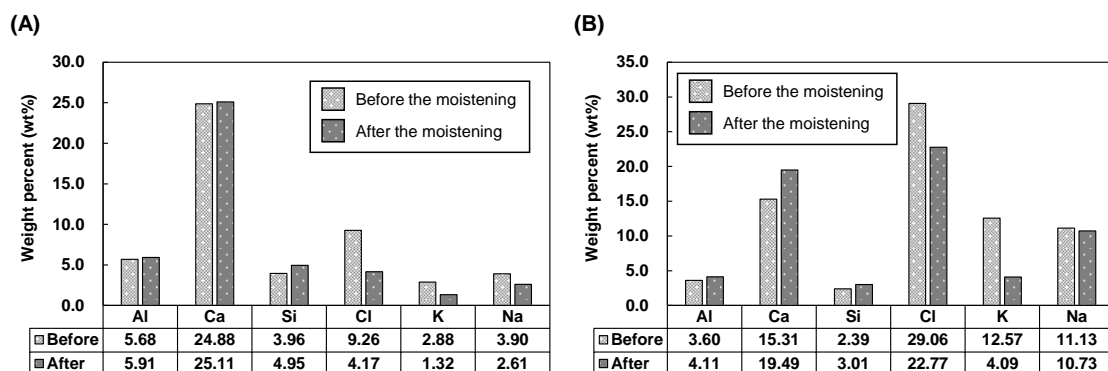 (A)
Weight percent (wt%)
30.0
25.0
20.0
15.0
10.0
5.0
0.0
Before the moistening
After the moistening
Al Ca Si Cl K Na
Before 5.68 24.88 3.96 9.26 2.88 3.90
After 5.91 25.11 4.95 4.17 1.32 2.61
(B)
Weight percent (wt%)
35.0
30.0
25.0
20.0
15.0
10.0
5.0
0.0
Before the moistening
After the moistening
Al Ca Si Cl K Na
Before 3.60 15.31 2.39 29.06 12.57 11.13
After 4.11 19.49 3.01 22.77 4.09 10.73